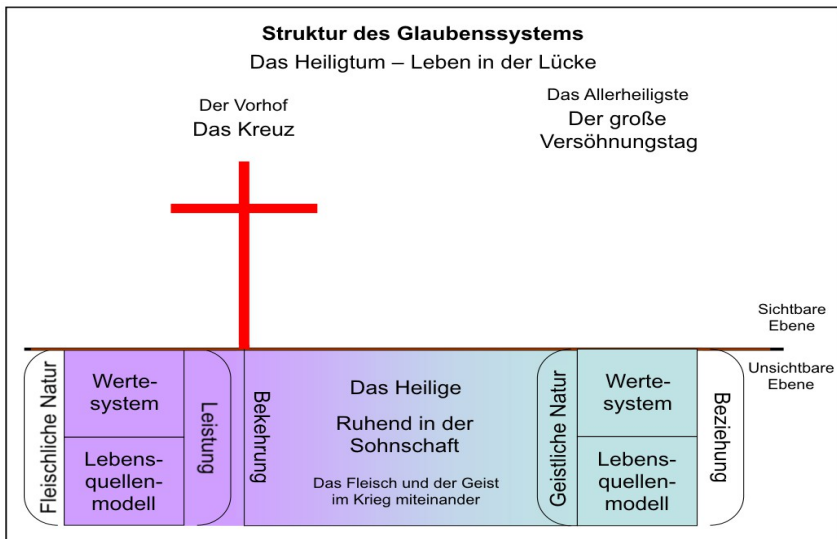 Struktur des Glaubenssystems
Das Heiligtum – Leben in der Lücke
Der Vorhof
Das Kreuz
Das Allerheiligste
Der große
Versöhnungstag
Sichtbare
Ebene
Unsichtbare
Ebene
Fleischliche Natur
Werte-
system
Lebens-
quellen-
modell
Leistung
Bekehrung
Das Heilige
Ruhend in der
Sohnschaft
Das Fleisch und der Geist
im Krieg miteinander
Geistliche Natur
Werte-
system
Lebens-
quellen-
modell
Beziehung